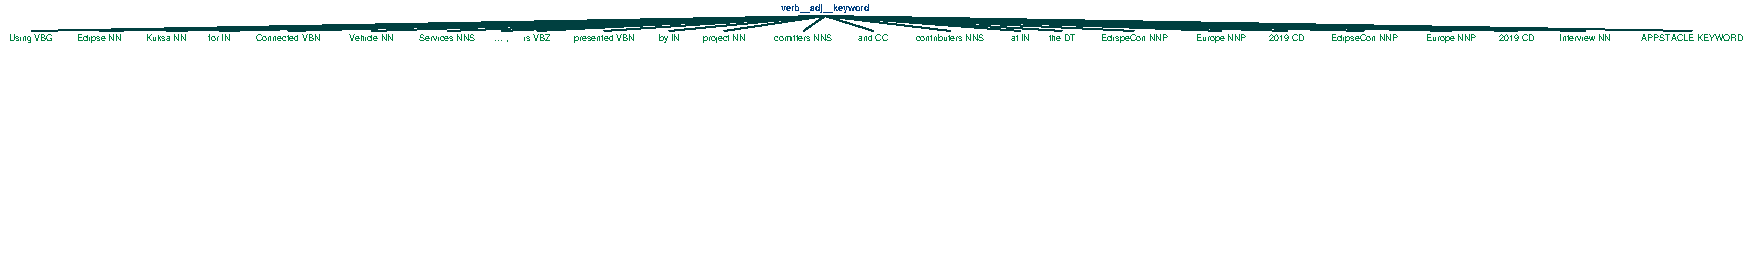 verb__adj__keyword
Using VBG Eclipse NN Kuksa NN for IN Connected VBN Vehicle NN Services NNS ... , is VBZ presented VBN by IN project NN comitters NNS and CC contributers NNS at IN the DT EclispeCon NNP Europe NNP 2019 CD EclipseCon NNP Europe NNP 2019 CD Interview NN APPSTACLE KEYWORD